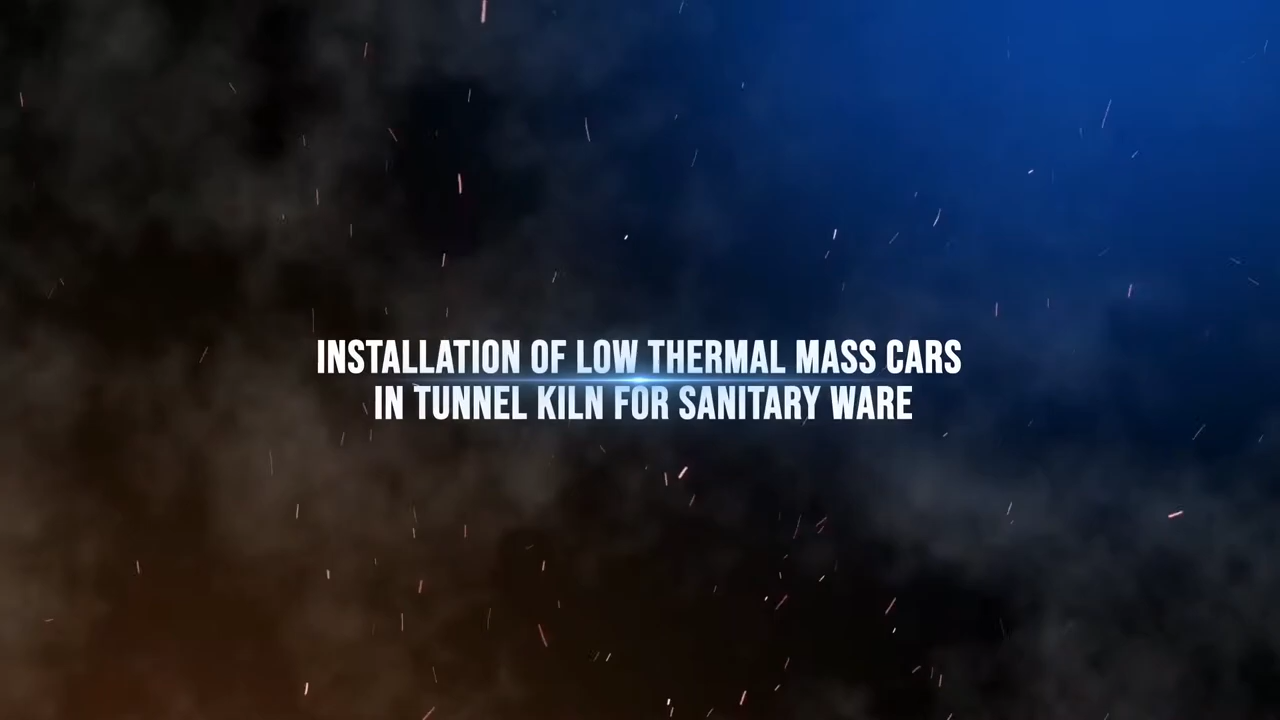 INSTALLATION OF LOW THERMAL MASS CARS
IN TUNNEL KILN FOR SANITARY WARE